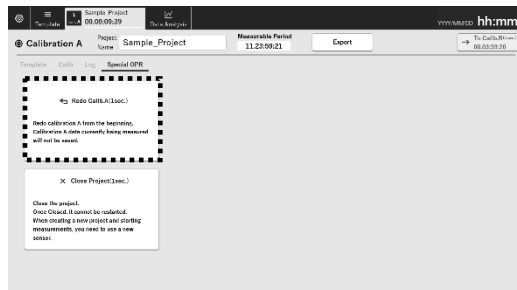 Template
1
Sample Project
00.00:00:39
Data Analysis
YYYY/MM/DD hh:mm
Calibration A
Project Name
Sample_Project
Measurable Period
11.23:59:21
Export
To Calib.B
00.03:59:20
Template Calib Log Special OPR
Redo Calib.A(1sec.)
Redo calibration A from the beginning.
Calibration A data currently being measured
will not be saved.
Close Project(1sec.)
Close the project.
Once Closed, it cannot be restarted.
When creating a new project and starting
measurements, you need to use a new
sensor.